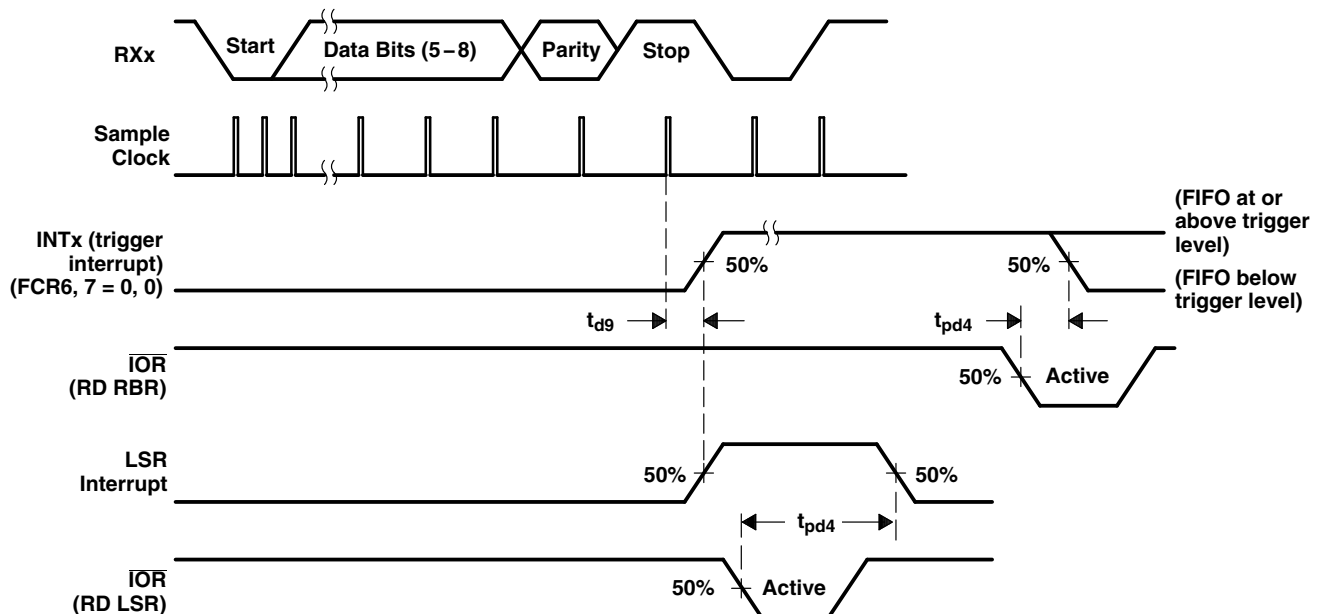 RXx
Start
Data Bits (5–8)
Parity
Stop
Sample
Clock
INTx (trigger
interrupt)
(FCR6, 7 = 0, 0)
50%
50%
(FIFO at or
above trigger
level)
(FIFO below
trigger level)
td9
tpd4
IOR
(RD RBR)
50%
Active
LSR
Interrupt
50%
50%
tpd4
IOR
(RD LSR)
50%
Active